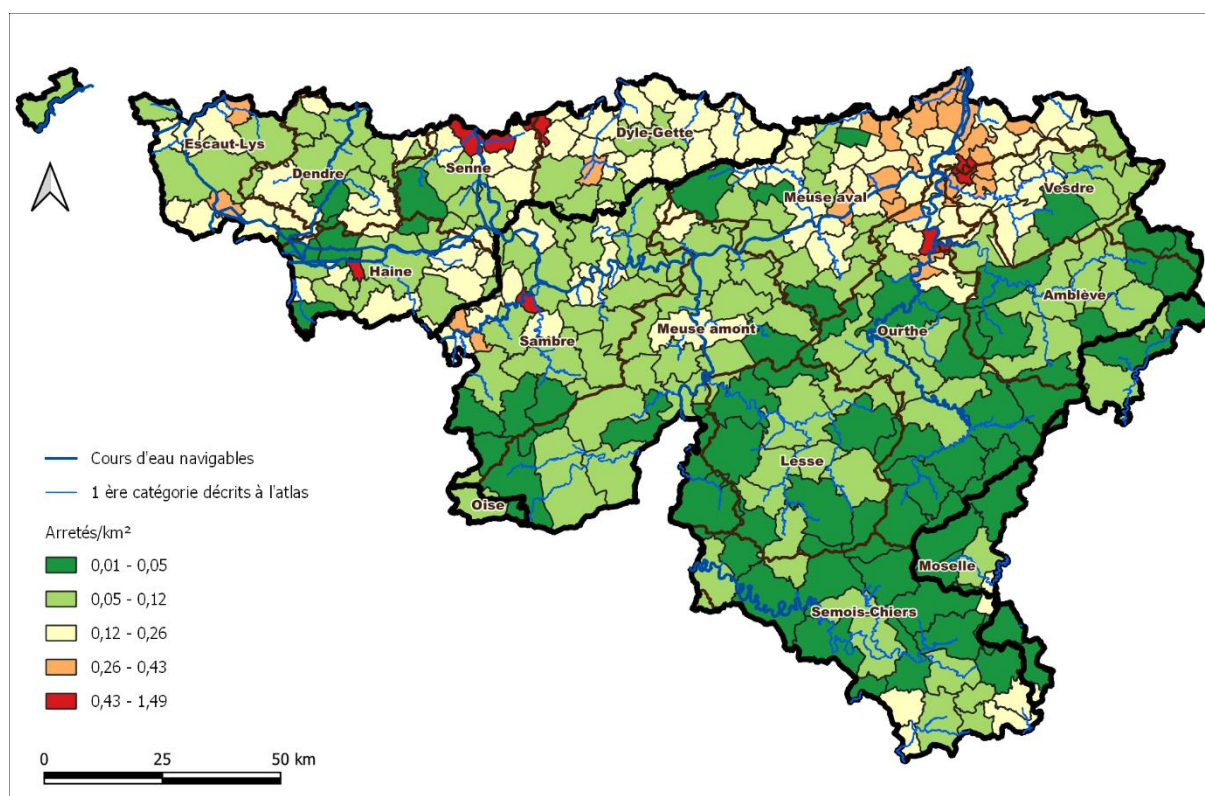 Escaut-Lys
Dendre
Senne
Dyle-Gette
Haine
Meuse aval
Vesdre
Sambre
Meuse amont
Ourthe
Amblève
Lesse
Oise
Moselle
Semois-Chiers
Cours d'eau navigables
1 ère catégorie décrits à l'atlas
Arretés/km²
0,01 - 0,05
0,05 - 0,12
0,12 - 0,26
0,26 - 0,43
0,43 - 1,49
0 25 50 km